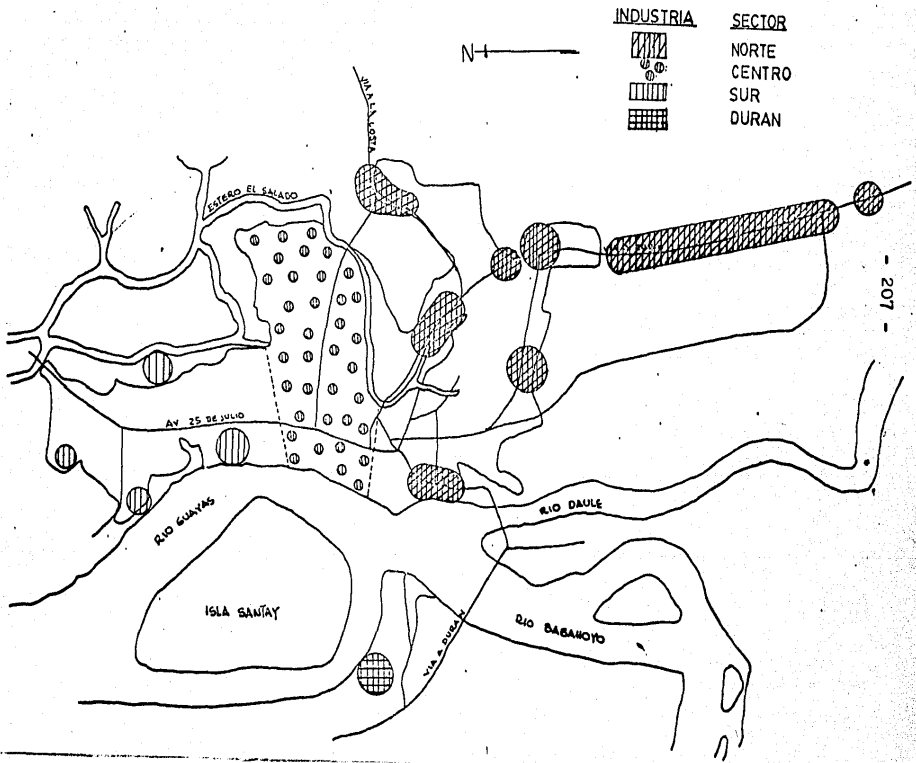 INDUSTRIA SECTOR
NORTE
CENTRO
SUR
DURAN
N
VIA A LA COSTA
ESTERO EL SALADO
- 207 -
AV 25 DE JULIO
RIO GUAYAS
RIO DAULE
ISLA SANTAY
VIA A DURAN
RIO BABAHOYO